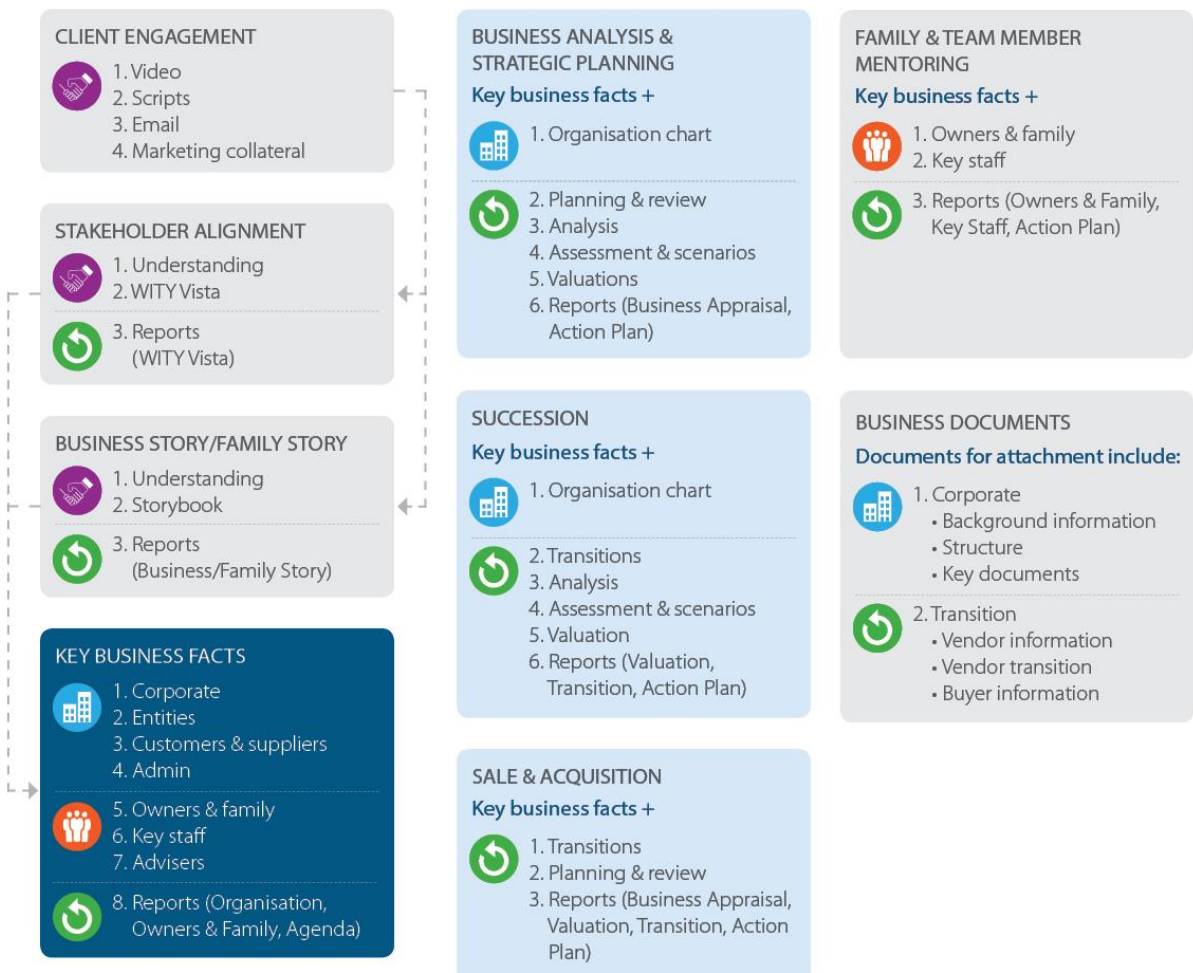 CLIENT ENGAGEMENT
1. Video
2. Scripts
3. Email
4. Marketing collateral
STAKEHOLDER ALIGNMENT
1. Understanding
2. WITY Vista
3. Reports
(WITY Vista)
BUSINESS STORY/FAMILY STORY
1. Understanding
2. Storybook
3. Reports
(Business/Family Story)
KEY BUSINESS FACTS
1. Corporate
2. Entities
3. Customers & suppliers
4. Admin
5. Owners & family
6. Key staff
7. Advisers
8. Reports (Organisation,
Owners & Family, Agenda)
BUSINESS ANALYSIS &
STRATEGIC PLANNING
Key business facts +
1. Organisation chart
2. Planning & review
3. Analysis
4. Assessment & scenarios
5. Valuations
6. Reports (Business Appraisal,
Action Plan)
SUCCESSION
Key business facts +
1. Organisation chart
2. Transitions
3. Analysis
4. Assessment & scenarios
5. Valuation
6. Reports (Valuation,
Transition, Action Plan)
SALE & ACQUISITION
Key business facts +
1. Transitions
2. Planning & review
3. Reports (Business Appraisal,
Valuation, Transition, Action
Plan)
FAMILY & TEAM MEMBER
MENTORING
Key business facts +
1. Owners & family
2. Key staff
3. Reports (Owners & Family,
Key Staff, Action Plan)
BUSINESS DOCUMENTS
Documents for attachment include:
1. Corporate
• Background information
• Structure
• Key documents
2. Transition
• Vendor information
• Vendor transition
• Buyer information